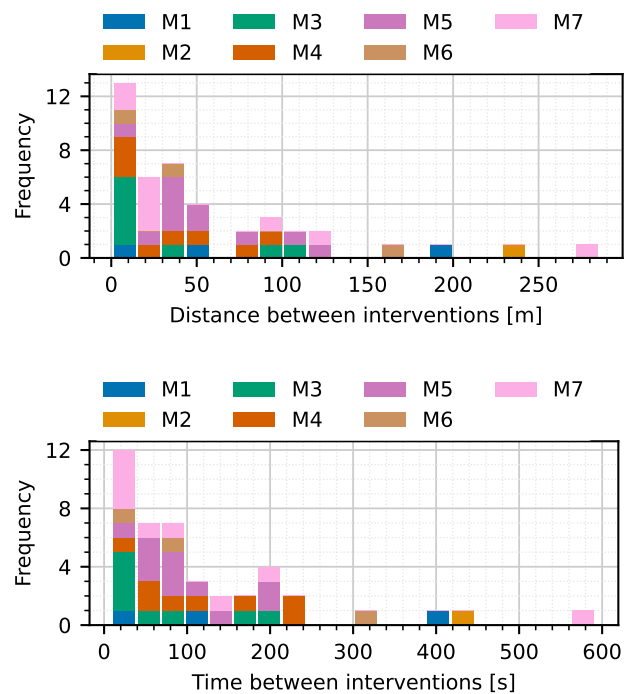 M1 M3 M5 M7
M2 M4 M6
12
8
4
0
Frequency
0 50 100 150 200 250
Distance between interventions [m]
M1 M3 M5 M7
M2 M4 M6
12
8
4
0
Frequency
0 100 200 300 400 500 600
Time between interventions [s]